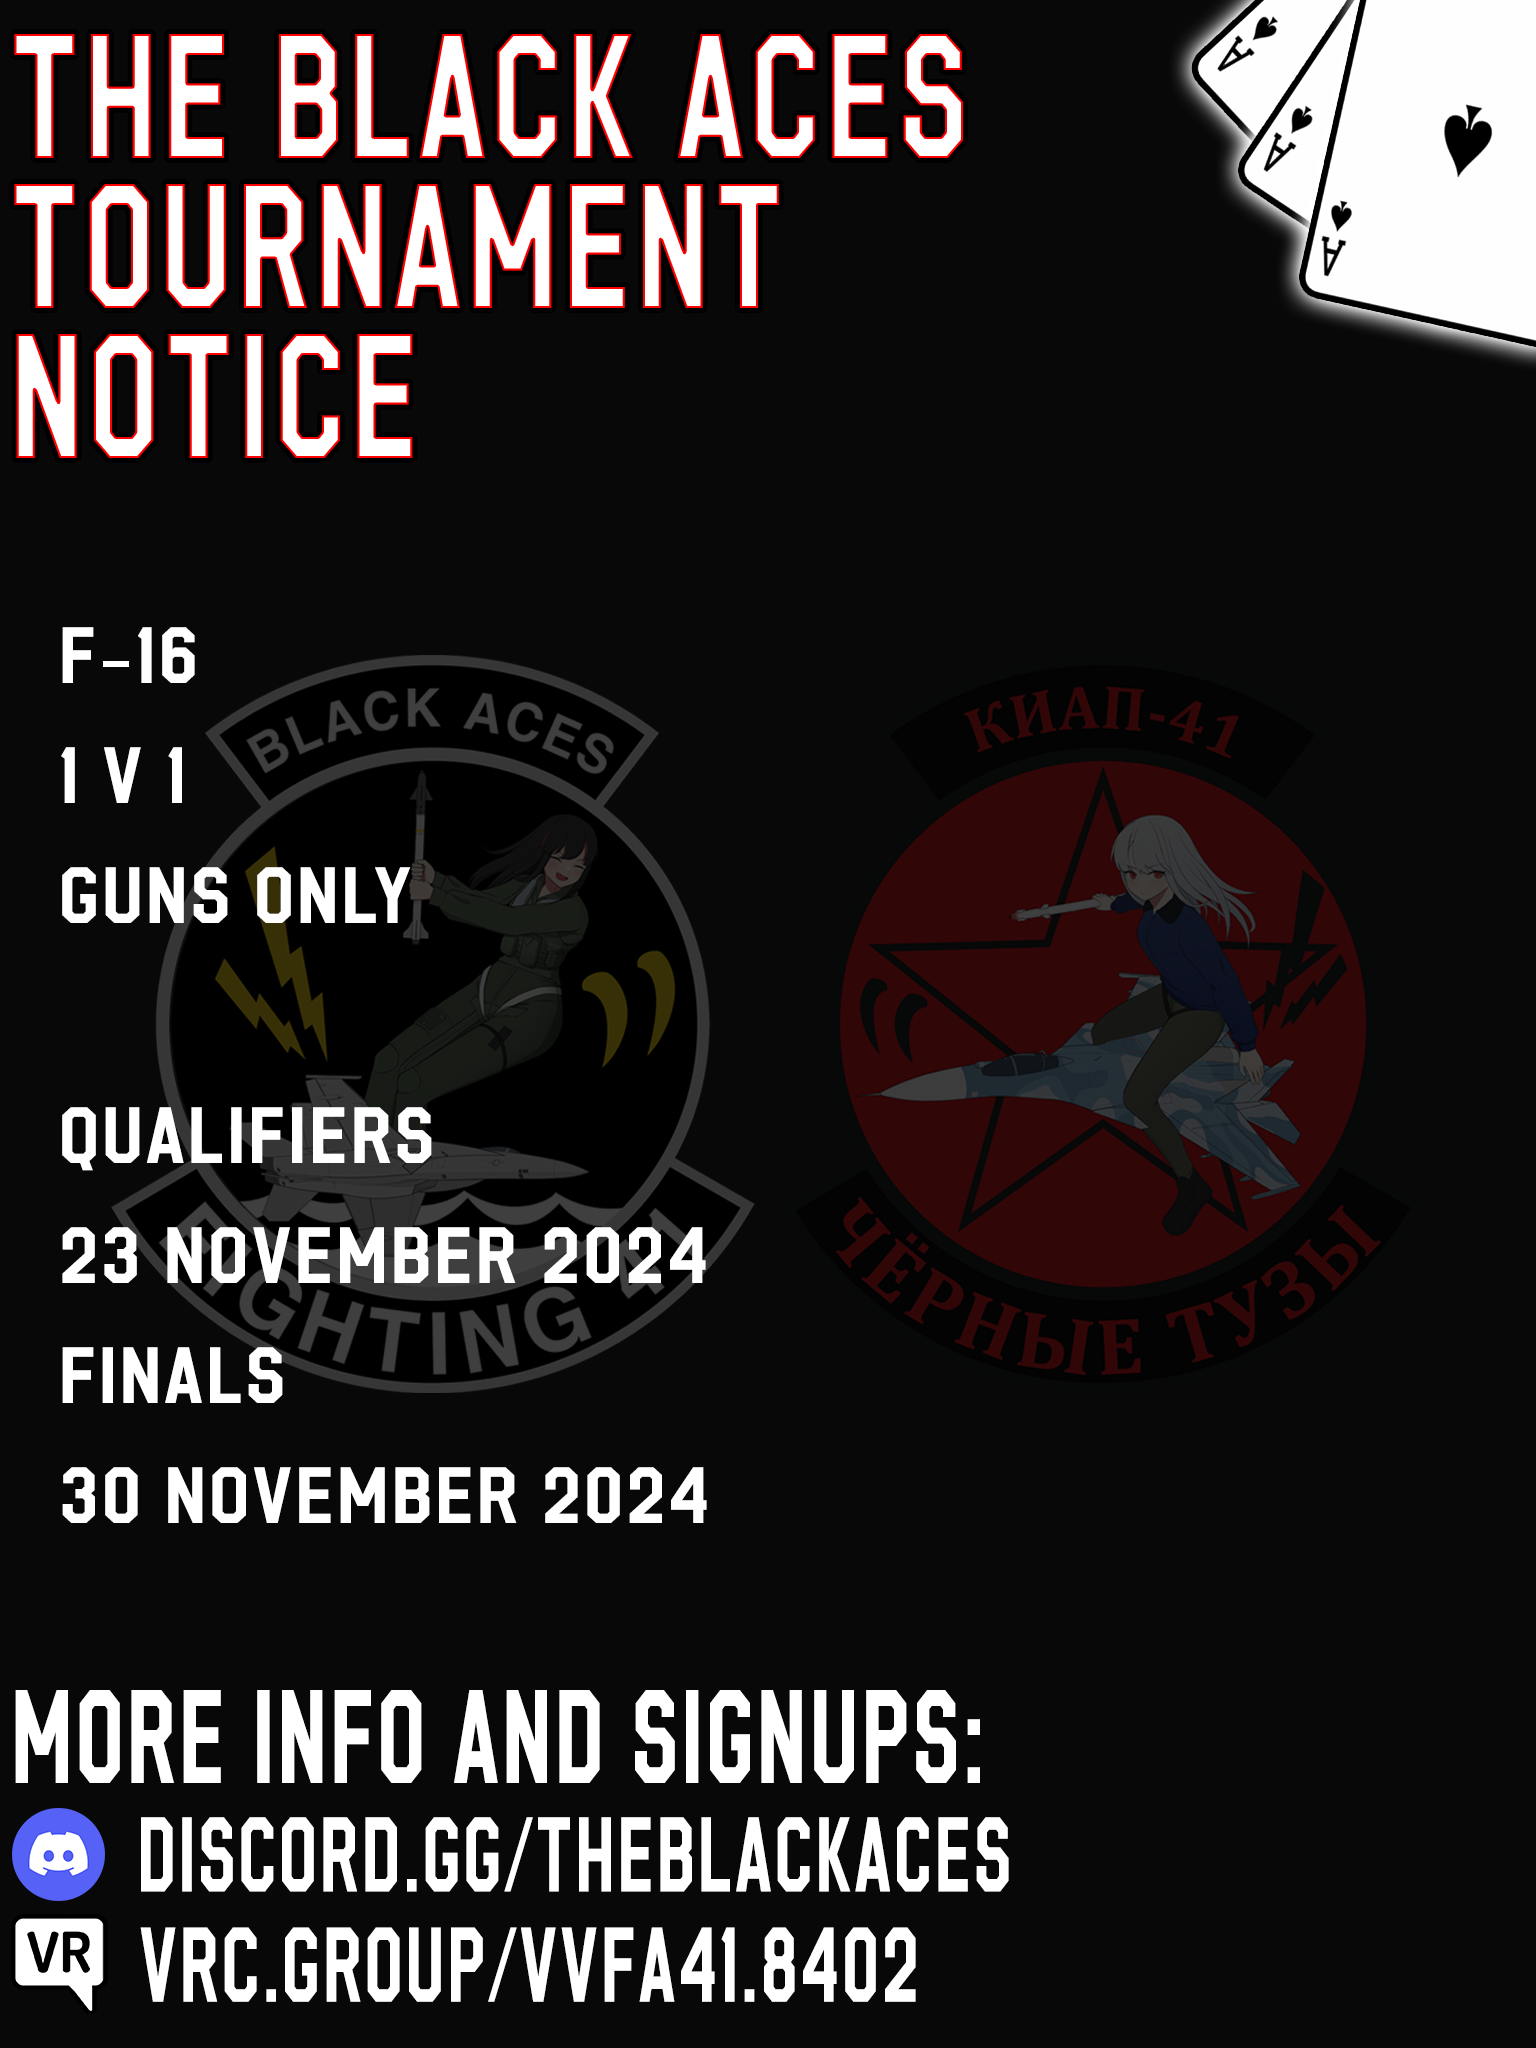 THE BLACK ACES
TOURNAMENT
NOTICE
A
A
A
F-16
1 V 1
GUNS ONLY
QUALIFIERS
23 NOVEMBER 2024
FINALS
30 NOVEMBER 2024
BLACK ACES
FIGHTING 41
КИАП-41
ЧЁРНЫЕ ТУЗЫ
MORE INFO AND SIGNUPS:
DISCORD.GG/THEBLACKACES
VR
VRC.GROUP/VVFA41.8402